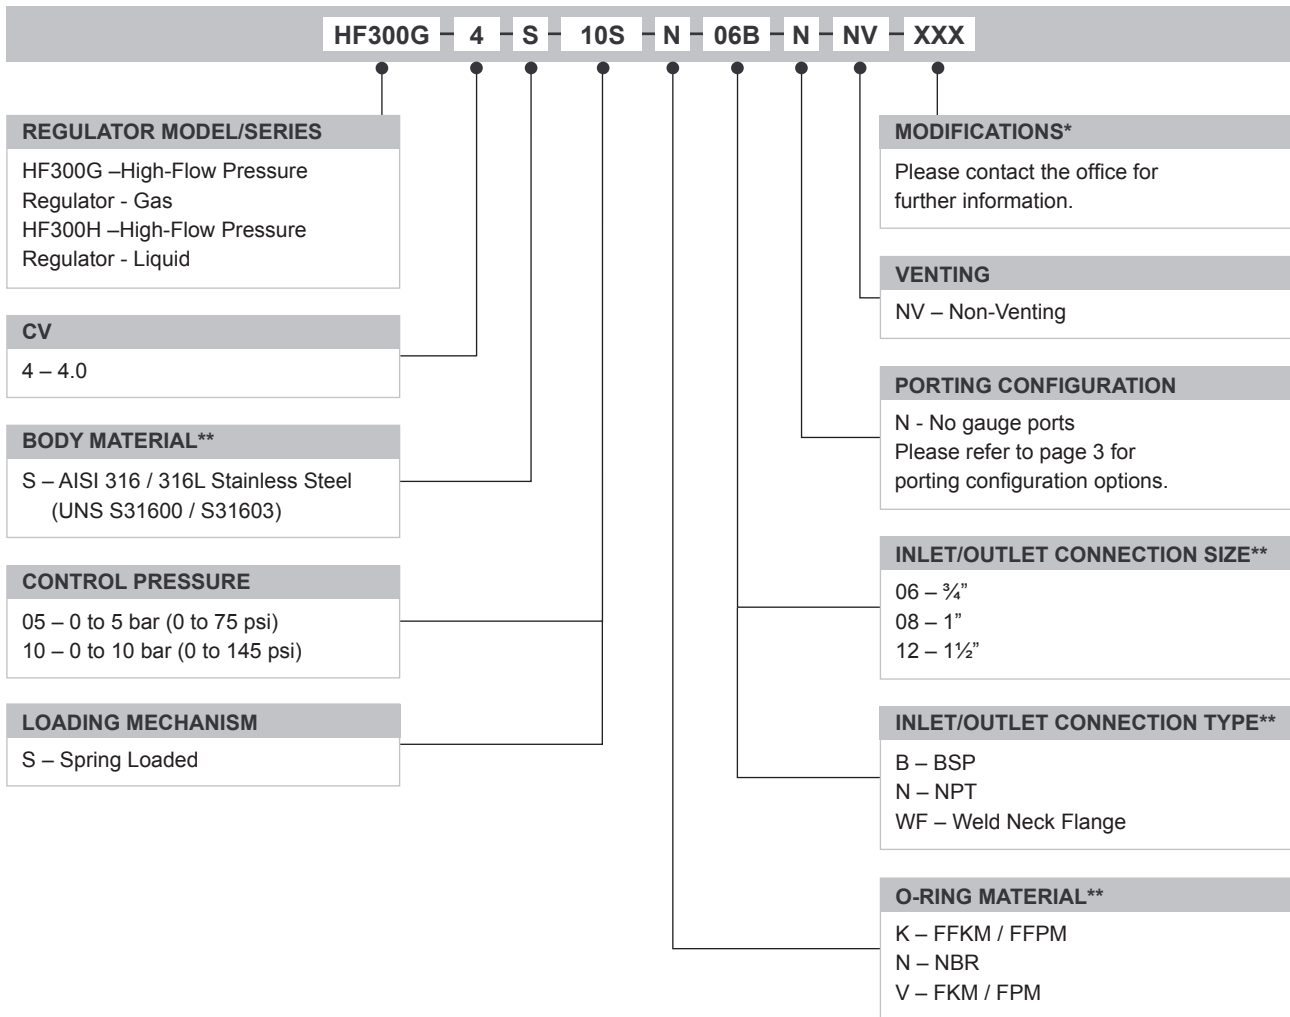 HF300G 4 S 10S N 06B N NV XXX
REGULATOR MODEL/SERIES
HF300G –High-Flow Pressure
Regulator - Gas
HF300H –High-Flow Pressure
Regulator - Liquid
CV
4 – 4.0
BODY MATERIAL**
S – AISI 316 / 316L Stainless Steel
(UNS S31600 / S31603)
CONTROL PRESSURE
05 – 0 to 5 bar (0 to 75 psi)
10 – 0 to 10 bar (0 to 145 psi)
LOADING MECHANISM
S – Spring Loaded
MODIFICATIONS*
Please contact the office for
further information.
VENTING
NV – Non-Venting
PORTING CONFIGURATION
N - No gauge ports
Please refer to page 3 for
porting configuration options.
INLET/OUTLET CONNECTION SIZE**
06 – ¾”
08 – 1”
12 – 1½”
INLET/OUTLET CONNECTION TYPE**
B – BSP
N – NPT
WF – Weld Neck Flange
O-RING MATERIAL**
K – FFKM / FFPM
N – NBR
V – FKM / FPM